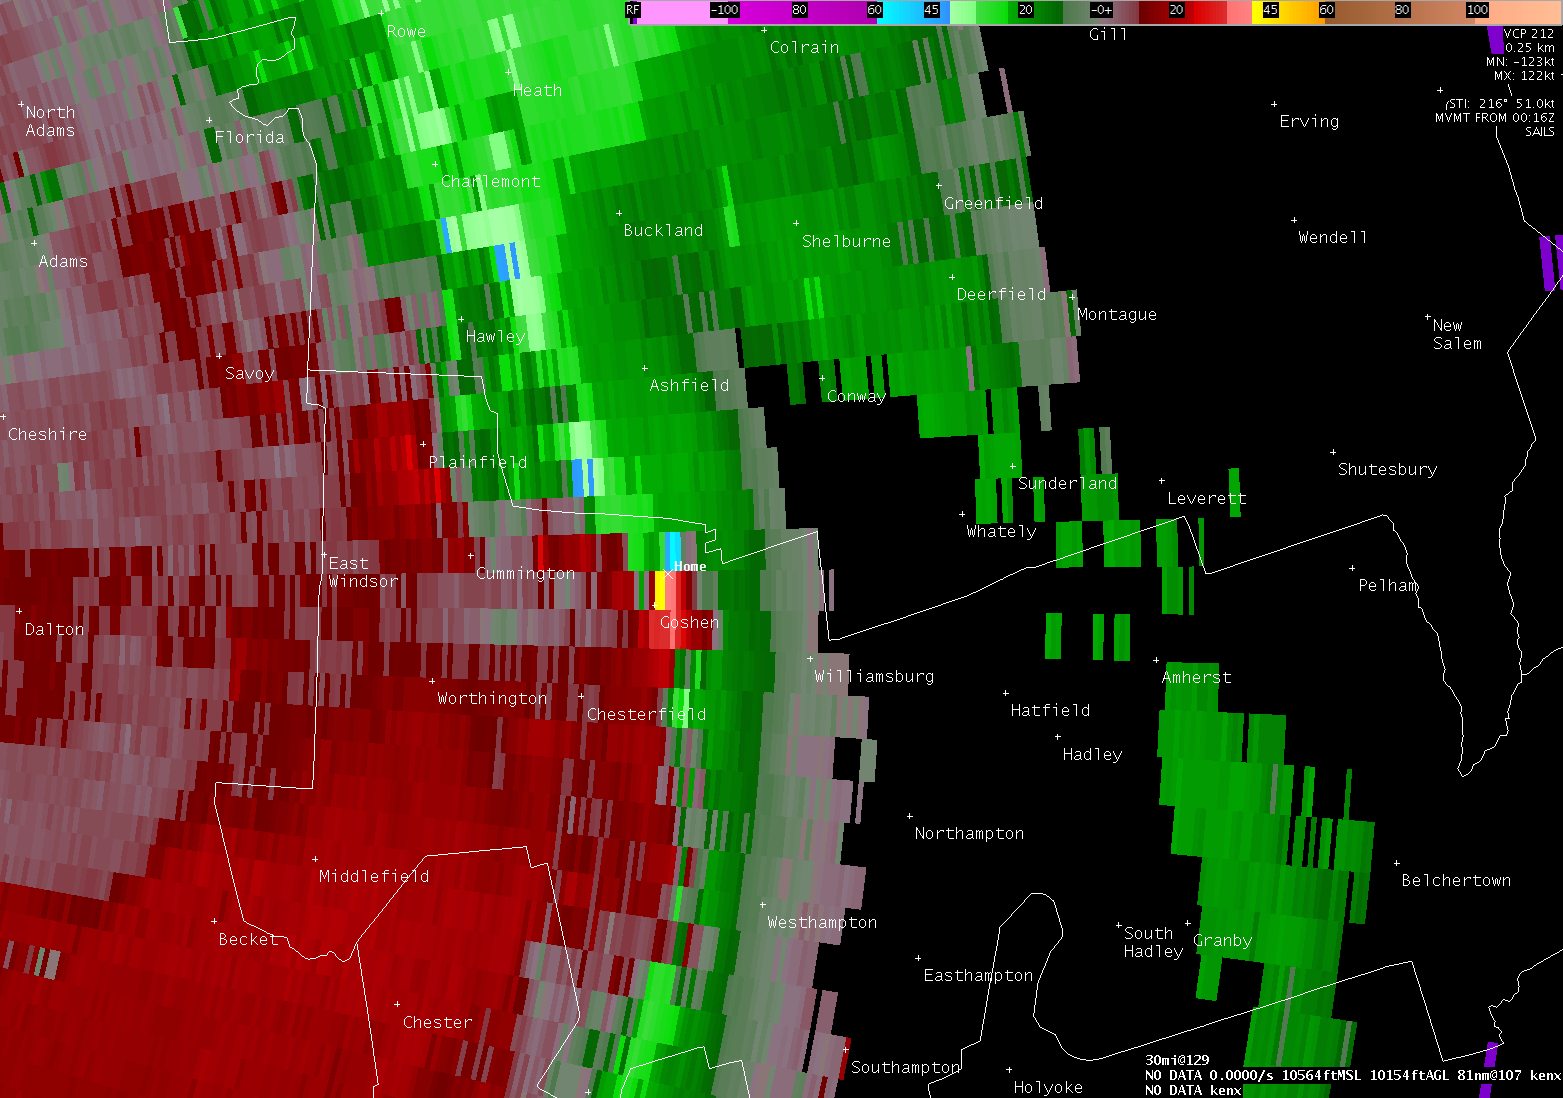 RF -100 80 60 45 20 -0+ 20 45 60 80 100
VCP 212
0.25 km
MN: -123kt
MX: 122kt
STI: 216° 51.0kt
MVMT FROM 00:16Z
SAILS
Rowe
Colrain
Gill
Heath
North
Adams
Florida
Erving
Charlemont
Greenfield
Buckland
Shelburne
Wendell
Adams
Deerfield
Montague
Hawley
New
Salem
Savoy
Ashfield
Conway
Cheshire
Plainfield
Sunderland
Leverett
Shutesbury
Whately
East
Windsor
Cummington
Home
Pelham
Dalton
Goshen
Williamsburg
Amherst
Worthington
Chesterfield
Hatfield
Hadley
Northampton
Middlefield
Belchertown
Westhampton
Becket
South
Hadley
Granby
Easthampton
Chester
Southampton
Holyoke
30mi@129
NO DATA 0.0000/s 10564ftMSL 10154ftAGL 81nm@107 kenx
NO DATA kenx